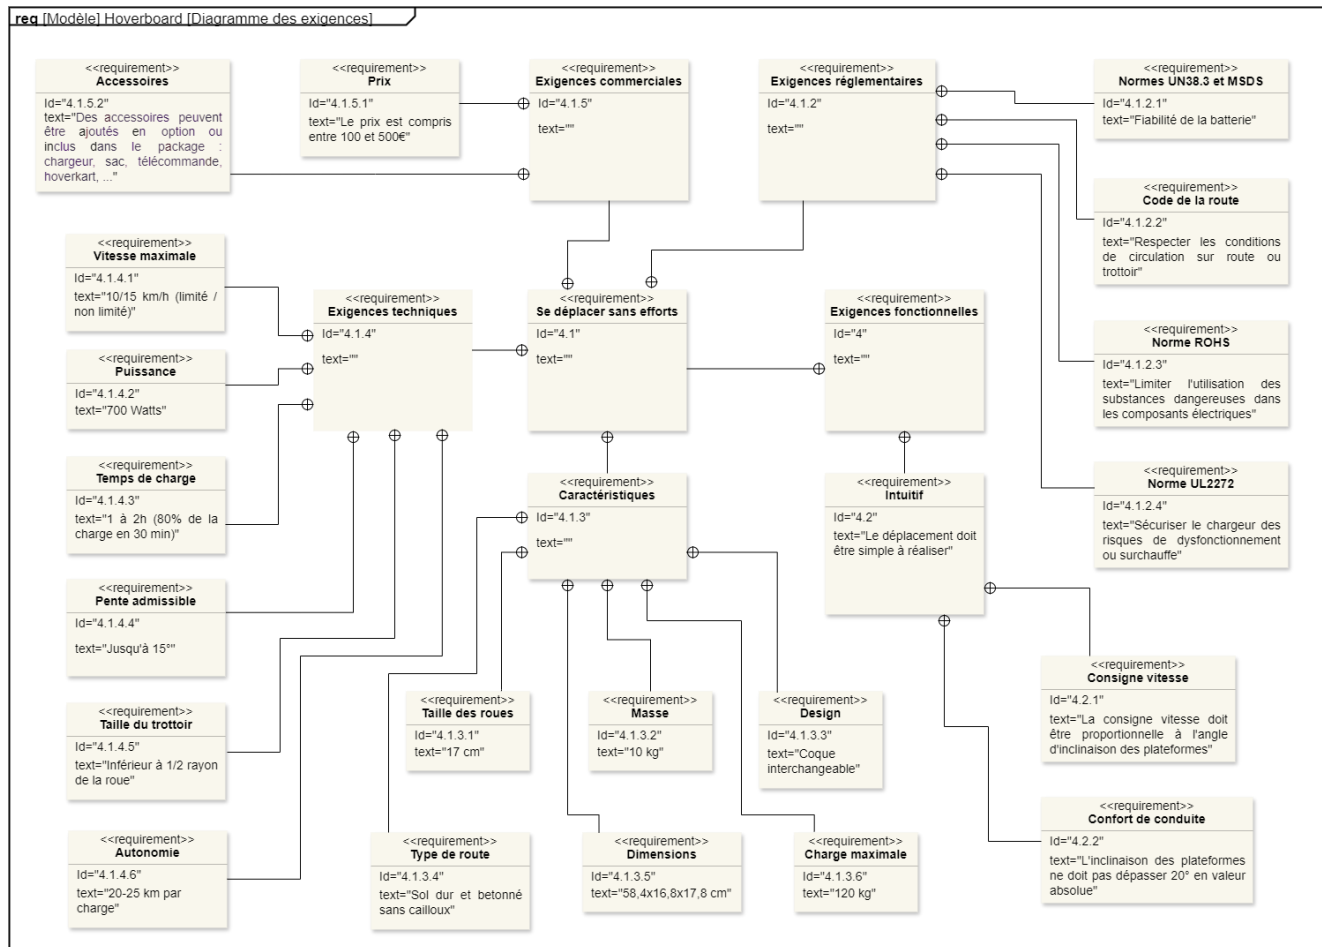 req [Modèle] Hoverboard [Diagramme des exigences]
<<requirement>>
Accessoires
Id="4.1.5.2"
text="Des accessoires peuvent
être ajoutés en option ou
inclus dans le package :
chargeur, sac, télécommande,
hoverkart, ..."
<<requirement>>
Prix
Id="4.1.5.1"
text="Le prix est compris
entre 100 et 500€"
<<requirement>>
Exigences commerciales
Id="4.1.5"
text=""
<<requirement>>
Exigences réglementaires
Id="4.1.2"
text=""
<<requirement>>
Normes UN38.3 et MSDS
Id="4.1.2.1"
text="Fiabilité de la batterie"
<<requirement>>
Code de la route
Id="4.1.2.2"
text="Respecter les conditions
de circulation sur route ou
trottoir"
<<requirement>>
Vitesse maximale
Id="4.1.4.1"
text="10/15 km/h (limité /
non limité)"
<<requirement>>
Exigences techniques
Id="4.1.4"
text=""
<<requirement>>
Se déplacer sans efforts
Id="4.1"
text=""
<<requirement>>
Exigences fonctionnelles
Id="4"
text=""
<<requirement>>
Norme ROHS
Id="4.1.2.3"
text="Limiter l'utilisation des
substances dangereuses dans
les composants électriques"
<<requirement>>
Puissance
Id="4.1.4.2"
text="700 Watts"
<<requirement>>
Temps de charge
Id="4.1.4.3"
text="1 à 2h (80% de la
charge en 30 min)"
<<requirement>>
Caractéristiques
Id="4.1.3"
text=""
<<requirement>>
Intuitif
Id="4.2"
text="Le déplacement doit
être simple à réaliser"
<<requirement>>
Norme UL2272
Id="4.1.2.4"
text="Sécuriser le chargeur des
risques de dysfonctionnement
ou surchauffe"
<<requirement>>
Pente admissible
Id="4.1.4.4"
text="Jusqu'à 15°"
<<requirement>>
Consigne vitesse
Id="4.2.1"
text="La consigne vitesse doit
être proportionnelle à l'angle
d'inclinaison des plateformes"
<<requirement>>
Taille du trottoir
Id="4.1.4.5"
text="Inférieur à 1/2 rayon
de la roue"
<<requirement>>
Taille des roues
Id="4.1.3.1"
text="17 cm"
<<requirement>>
Masse
Id="4.1.3.2"
text="10 kg"
<<requirement>>
Design
Id="4.1.3.3"
text="Coque
interchangeable"
<<requirement>>
Autonomie
Id="4.1.4.6"
text="20-25 km par
charge"
<<requirement>>
Type de route
Id="4.1.3.4"
text="Sol dur et betonné
sans cailloux"
<<requirement>>
Dimensions
Id="4.1.3.5"
text="58,4x16,8x17,8 cm"
<<requirement>>
Charge maximale
Id="4.1.3.6"
text="120 kg"
<<requirement>>
Confort de conduite
Id="4.2.2"
text="L'inclinaison des plateformes
ne doit pas dépasser 20° en valeur
absolue"